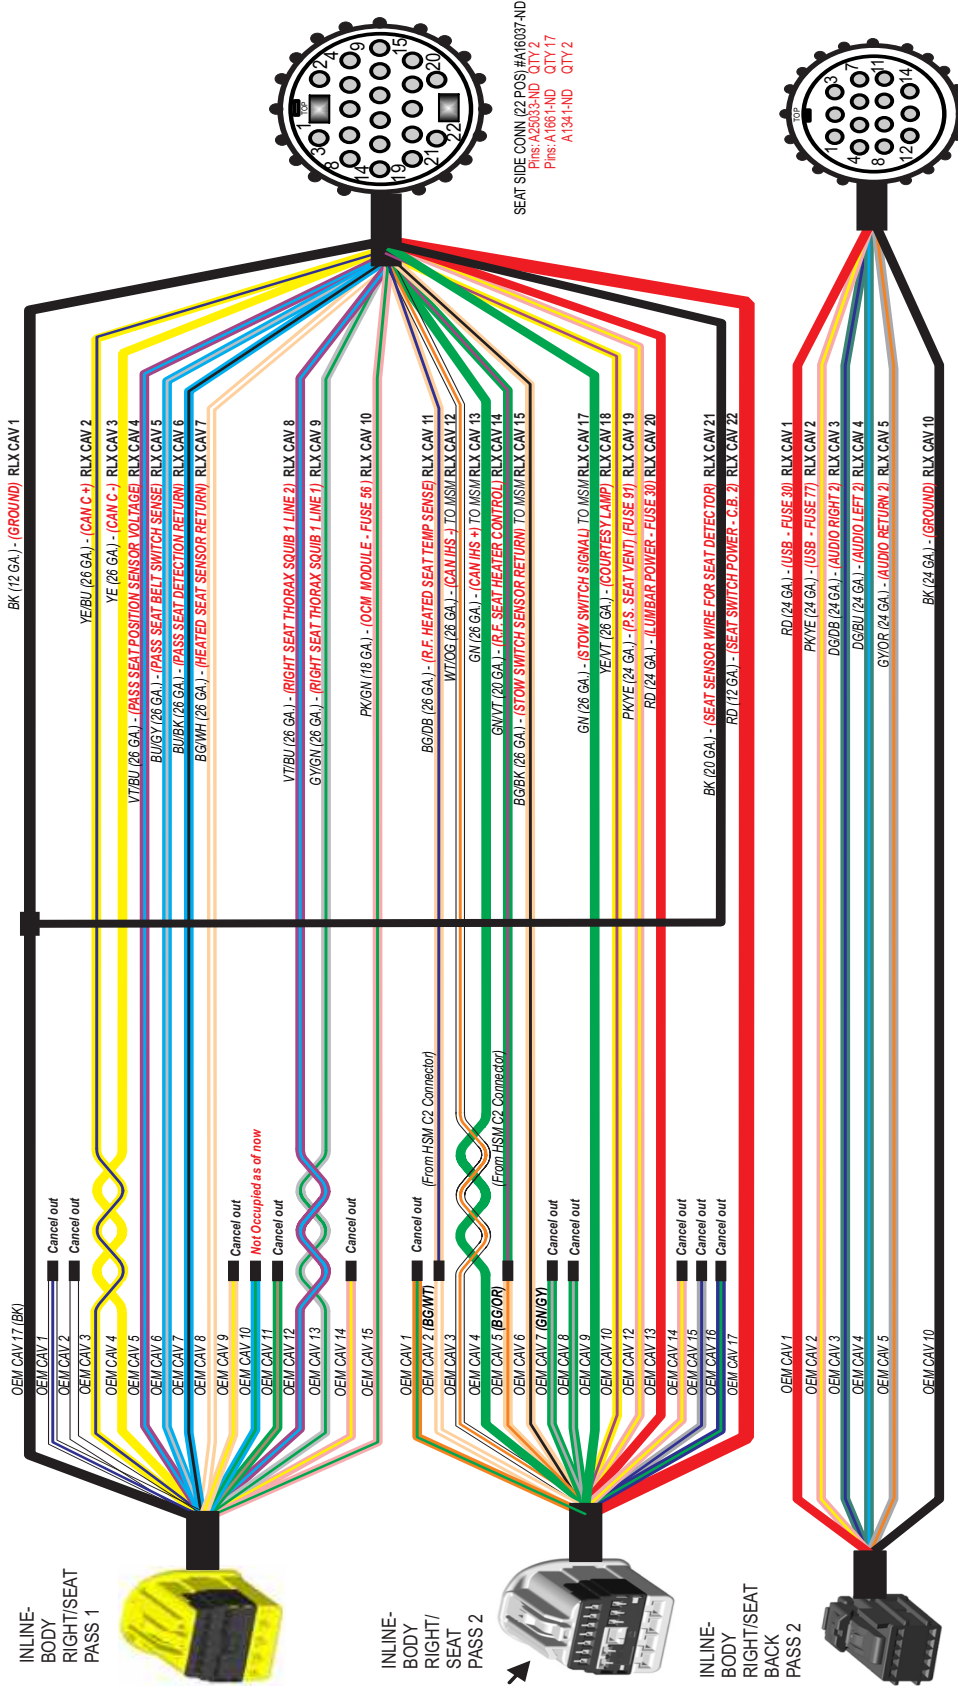 INLINE-
BODY
RIGHT/SEAT
PASS 1
OEM CAV 17 (BK)
OEM CAV 1
OEM CAV 2
OEM CAV 3
OEM CAV 4
OEM CAV 5
OEM CAV 6
OEM CAV 7
OEM CAV 8
OEM CAV 9
OEM CAV 10
OEM CAV 11
OEM CAV 12
OEM CAV 13
OEM CAV 14
OEM CAV 15
Cancel out
Cancel out
Cancel out
Not Occupied as of now
Cancel out
Cancel out
BK (12 GA.) - (GROUND) RLX CAV 1
YE/BU (26 GA.) - (CAN C +) RLX CAV 2
YE (26 GA.) - (CAN C -) RLX CAV 3
VT/BU (26 GA.) - (PASS SEAT POSITION SENSOR VOLTAGE) RLX CAV 4
BU/GY (26 GA.) - (PASS SEAT BELT SWITCH SENSE) RLX CAV 5
BU/BK (26 GA.) - (PASS SEAT DETECTION RETURN) RLX CAV 6
BG/WH (26 GA.) - (HEATED SEAT SENSOR RETURN) RLX CAV 7
VT/BU (26 GA.) - (RIGHT SEAT THORAX SQUIB 1 LINE 2) RLX CAV 8
GY/GN (26 GA.) - (RIGHT SEAT THORAX SQUIB 1 LINE 1) RLX CAV 9
PK/GN (18 GA.) - (OCM MODULE - FUSE 56) RLX CAV 10
INLINE-
BODY
RIGHT/
SEAT
PASS 2
OEM CAV 1
OEM CAV 2 (BG/WT)
OEM CAV 3
OEM CAV 4
OEM CAV 5 (BG/OR)
OEM CAV 6
OEM CAV 7 (GN/GY)
OEM CAV 8
OEM CAV 9
OEM CAV 10
OEM CAV 12
OEM CAV 13
OEM CAV 14
OEM CAV 15
OEM CAV 16
OEM CAV 17
Cancel out
(From HSM C2 Connector)
(From HSM C2 Connector)
Cancel out
Cancel out
Cancel out
Cancel out
Cancel out
BG/DB (26 GA.) - (R.F. HEATED SEAT TEMP SENSE) RLX CAV 11
WT/OG (26 GA.) - (CAN IHS -) TO MSM RLX CAV 12
GN (26 GA.) - (CAN IHS +) TO MSM RLX CAV 13
GN/VT (20 GA.) - (R.F. SEAT HEATER CONTROL) RLX CAV 14
BG/BK (26 GA.) - (STOW SWITCH SENSOR RETURN) TO MSM RLX CAV 15
GN (26 GA.) - (STOW SWITCH SIGNAL) TO MSM RLX CAV 17
YE/VT (26 GA.) - (COURTESY LAMP) RLX CAV 18
PK/YE (24 GA.) - (P.S. SEAT VENT) (FUSE 91) RLX CAV 19
RD (24 GA.) - (LUMBAR POWER - FUSE 30) RLX CAV 20
BK (20 GA.) - (SEAT SENSOR WIRE FOR SEAT DETECTOR) RLX CAV 21
RD (12 GA.) - (SEAT SWITCH POWER - C.B. 2) RLX CAV 22
TOP
1
2
3
4
8
9
14
15
19
20
21
22
SEAT SIDE CONN (22 POS) #A16037-ND
Pins: A25033-ND QTY 2
Pins: A1661-ND QTY 17
A1341-ND QTY 2
INLINE-
BODY
RIGHT/SEAT
BACK
PASS 2
OEM CAV 1
OEM CAV 2
OEM CAV 3
OEM CAV 4
OEM CAV 5
OEM CAV 10
RD (24 GA.) - (USB - FUSE 30) RLX CAV 1
PK/YE (24 GA.) - (USB - FUSE 77) RLX CAV 2
DG/DB (24 GA.) - (AUDIO RIGHT 2) RLX CAV 3
DG/BU (24 GA.) - (AUDIO LEFT 2) RLX CAV 4
GY/OR (24 GA.) - (AUDIO RETURN 2) RLX CAV 5
BK (24 GA.) - (GROUND) RLX CAV 10
TOP
1
3
4
7
8
11
12
14